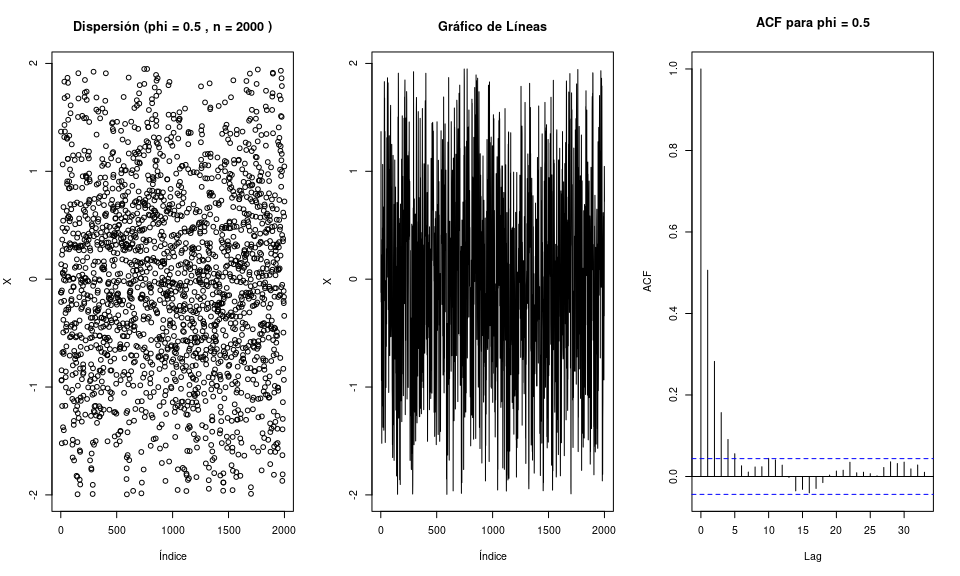 Dispersión (phi = 0.5 , n = 2000 )
X
2
1
0
-1
-2
0 500 1000 1500 2000
Índice
Gráfico de Líneas
X
2
1
0
-1
-2
0 500 1000 1500 2000
Índice
ACF para phi = 0.5
ACF
1.0
0.8
0.6
0.4
0.2
0.0
0 5 10 15 20 25 30
Lag